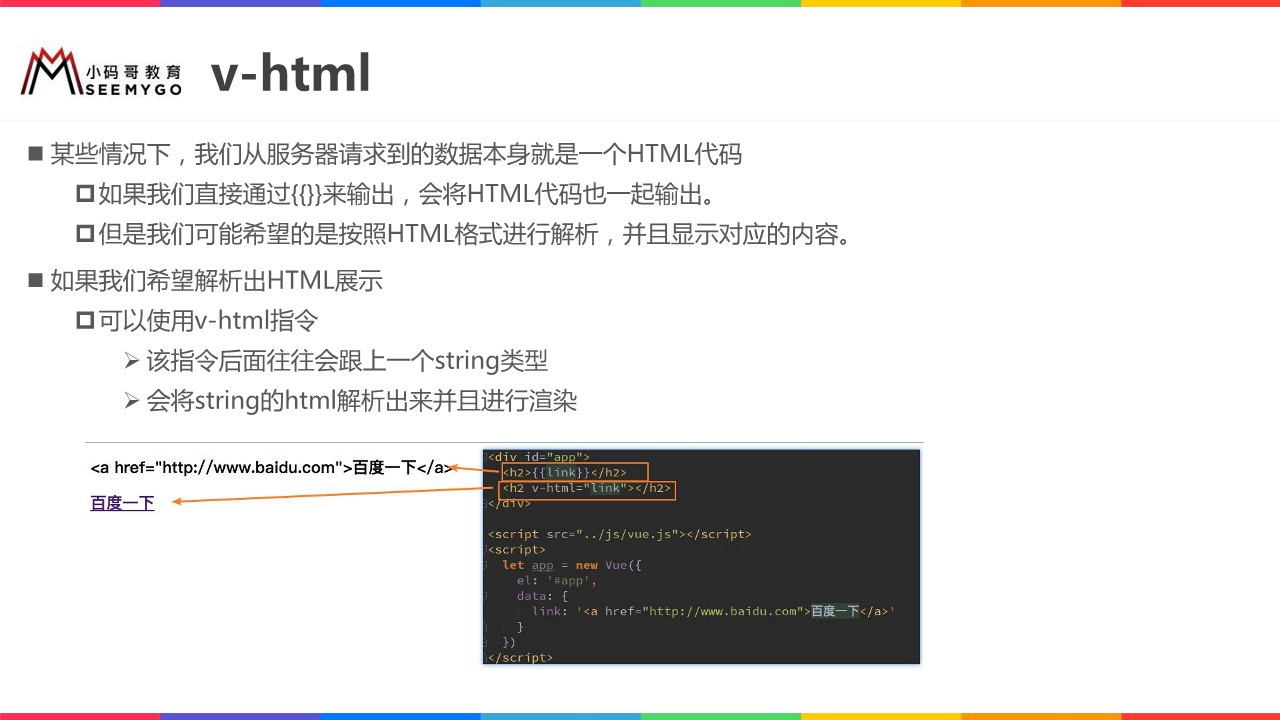 小码哥教育
SEEMYGO
v-html
某些情况下，我们从服务器请求到的数据本身就是一个HTML代码
如果我们直接通过{{}}来输出，会将HTML代码也一起输出。
但是我们可能希望的是按照HTML格式进行解析，并且显示对应的内容。
如果我们希望解析出HTML展示
可以使用v-html指令
该指令后面往往会跟上一个string类型
会将string的html解析出来并且进行渲染
<a href="http://www.baidu.com">百度一下</a>
百度一下
<div id="app">
<h2>{{link}}</h2>
<h2 v-html="link"></h2>
</div>
<script src="../js/vue.js"></script>
<script>
let app = new Vue({
el: '#app',
data: {
link: '<a href="http://www.baidu.com">百度一下</a>'
}
})
</script>